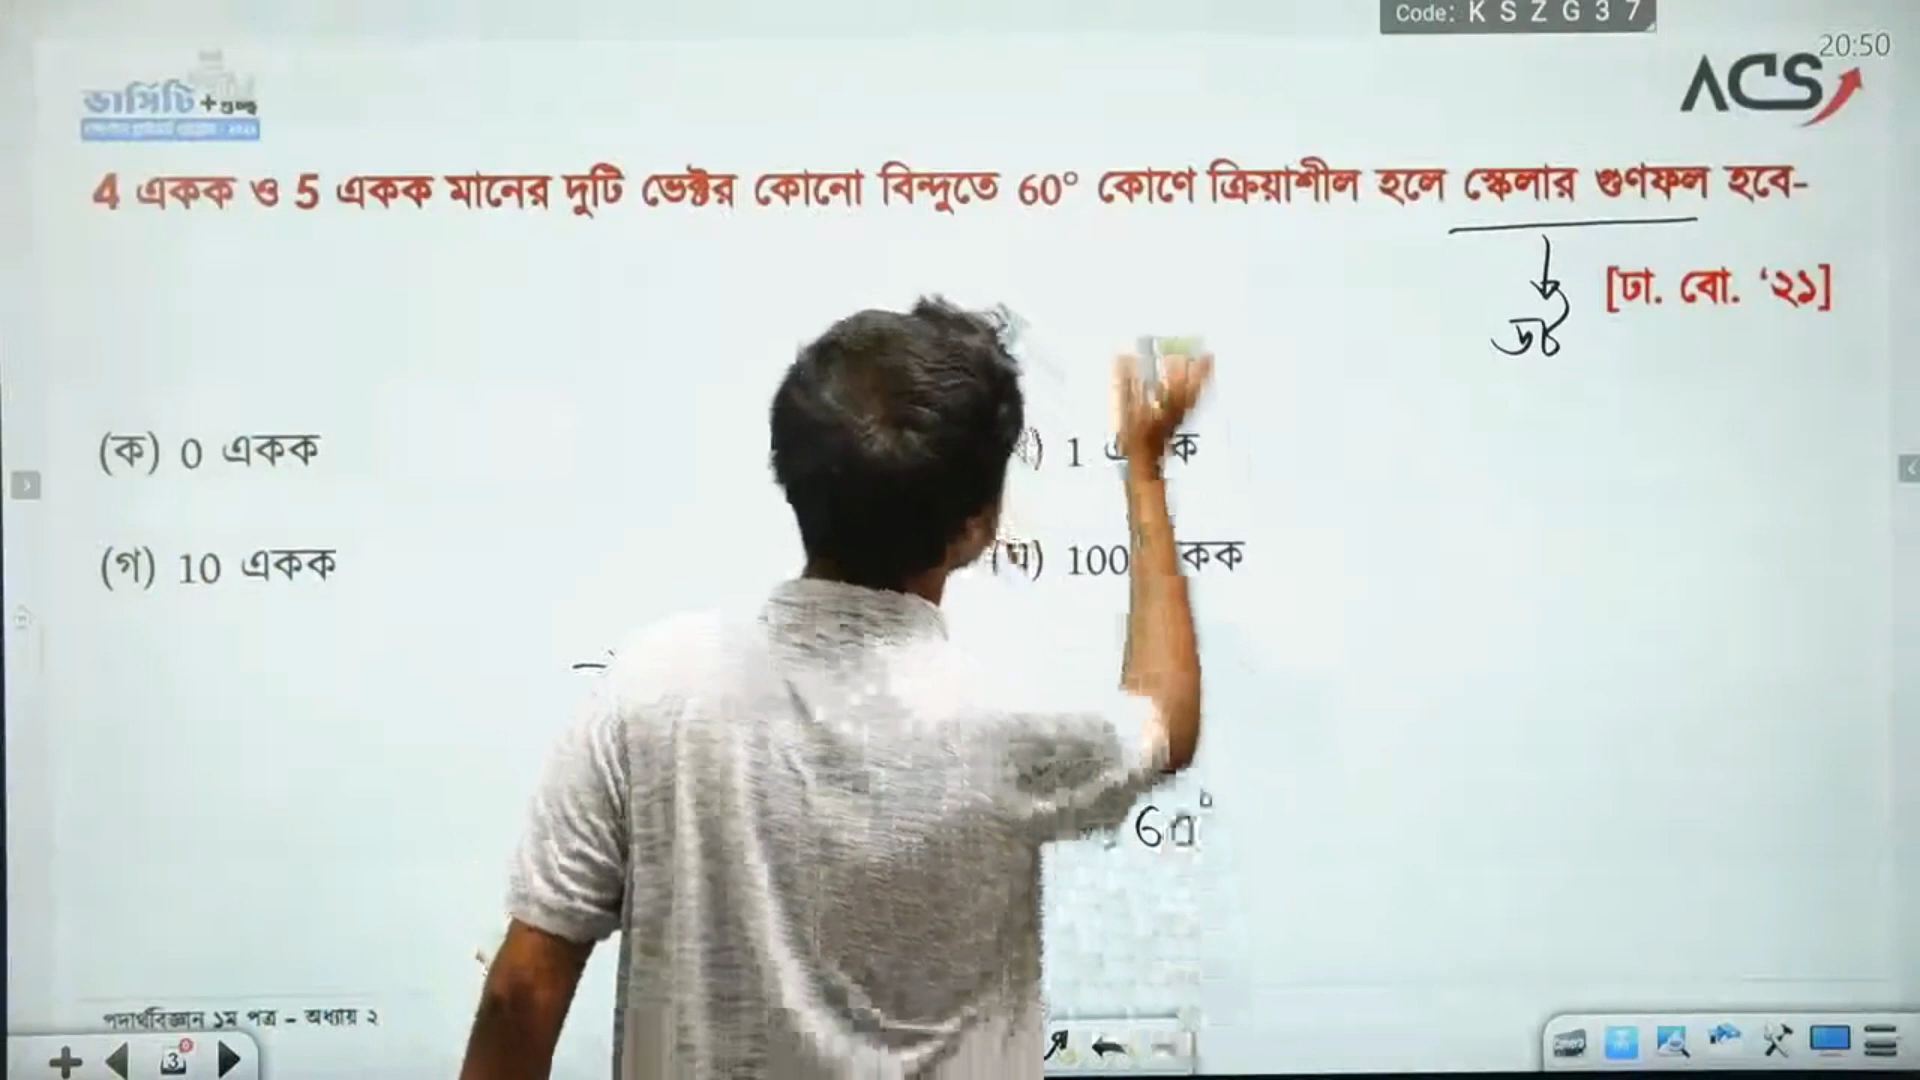 Code: K S Z G 3 7
20:50
ভার্সিটি +
ACS
4 একক ও 5 একক মানের দুটি ভেক্টর কোনো বিন্দুতে 60° কোণে ক্রিয়াশীল হলে স্কেলার গুণফল হবে-
[ঢা. বো. ‘২১]
ডট
(ক) 0 একক
1
(গ) 10 একক
(ঘ) 100
60°
পদার্থবিজ্ঞান ১ম পত্র – অধ্যায় ২
3